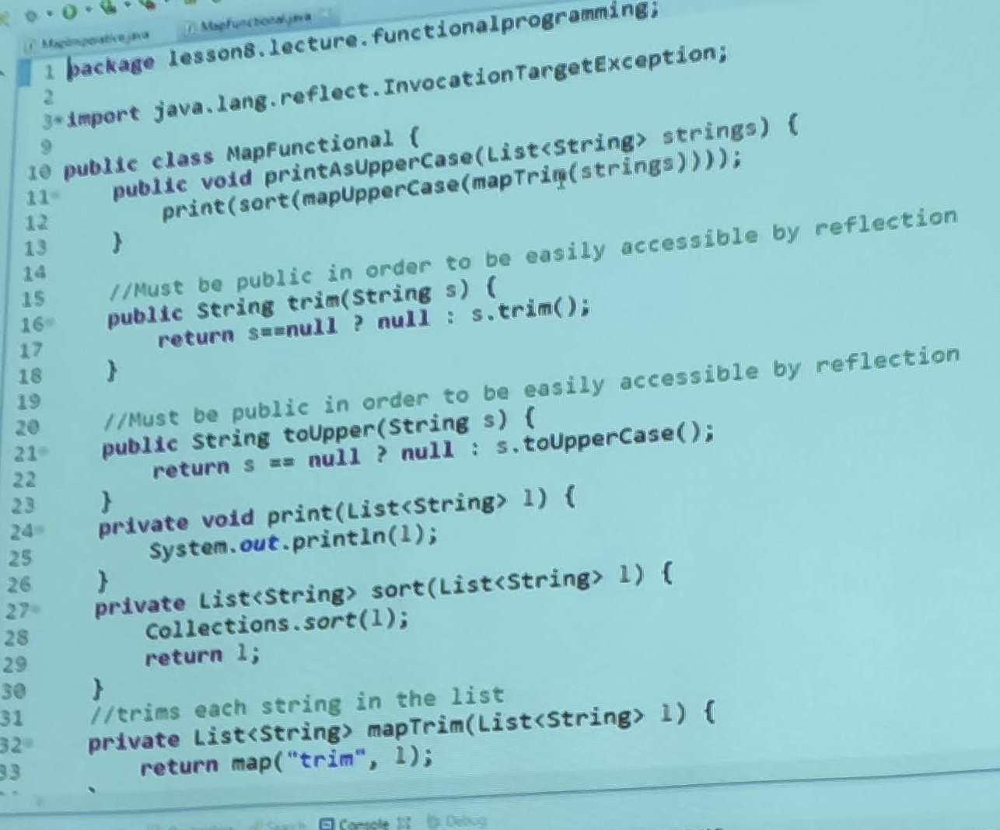 MapImperative.java MapFunctional.java
1 package lesson8.lecture.functionalprogramming;
2
3 import java.lang.reflect.InvocationTargetException;
9
10 public class MapFunctional {
11 public void printAsUpperCase(List<String> strings) {
12 print(sort(mapUpperCase(mapTrim(strings))));
13 }
14
15 //Must be public in order to be easily accessible by reflection
16 public String trim(String s) {
17 return s==null ? null : s.trim();
18 }
19
20 //Must be public in order to be easily accessible by reflection
21 public String toUpper(String s) {
22 return s == null ? null : s.toUpperCase();
23 }
24 private void print(List<String> l) {
25 System.out.println(l);
26 }
27 private List<String> sort(List<String> l) {
28 Collections.sort(l);
29 return l;
30 }
31 //trims each string in the list
32 private List<String> mapTrim(List<String> l) {
33 return map("trim", l);
Search Console Debug